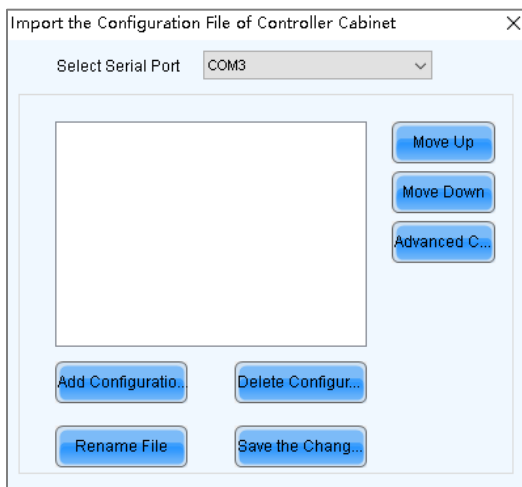 Import the Configuration File of Controller Cabinet
Select Serial Port COM3
Move Up
Move Down
Advanced C...
Add Configuratio...
Delete Configur...
Rename File
Save the Chang...